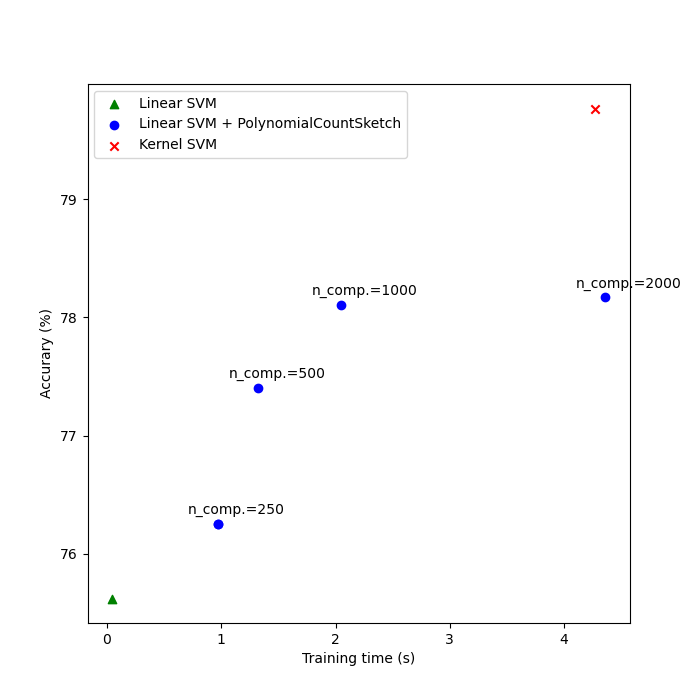 Linear SVM
Linear SVM + PolynomialCountSketch
Kernel SVM
79
78
77
76
n_comp.=2000
n_comp.=1000
n_comp.=500
n_comp.=250
Accurary (%)
0 1 2 3 4
Training time (s)